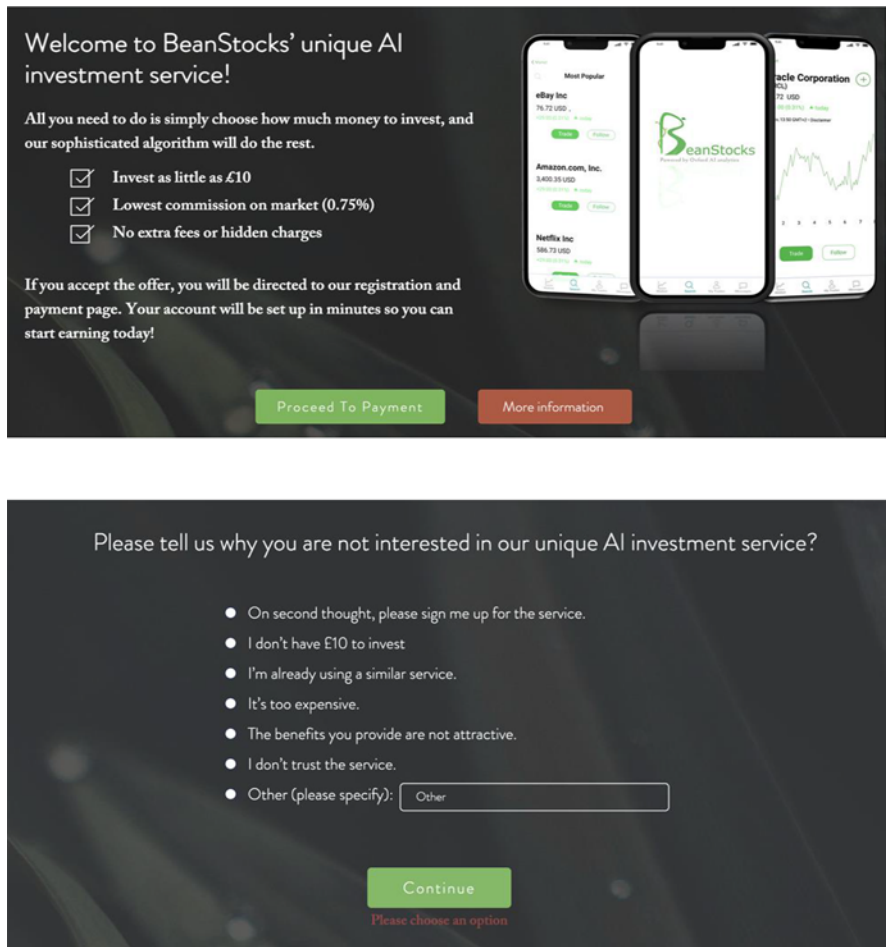 Welcome to BeanStocks’ unique AI
investment service!
All you need to do is simply choose how much money to invest, and
our sophisticated algorithm will do the rest.
Invest as little as £10
Lowest commission on market (0.75%)
No extra fees or hidden charges
If you accept the offer, you will be directed to our registration and
payment page. Your account will be set up in minutes so you can
start earning today!
Most Popular
eBay Inc
76.72 USD
Trade Follow
Amazon.com, Inc.
3,400.35 USD
Trade Follow
Netflix Inc
586.73 USD
BeanStocks
Powered by iDofond AI analytics
racle Corporation
.72 USD
Trade Follow
Proceed To Payment
More information
Please tell us why you are not interested in our unique AI investment service?
On second thought, please sign me up for the service.
I don’t have £10 to invest
I’m already using a similar service.
It’s too expensive.
The benefits you provide are not attractive.
I don’t trust the service.
Other (please specify): Other
Continue
Please choose an option